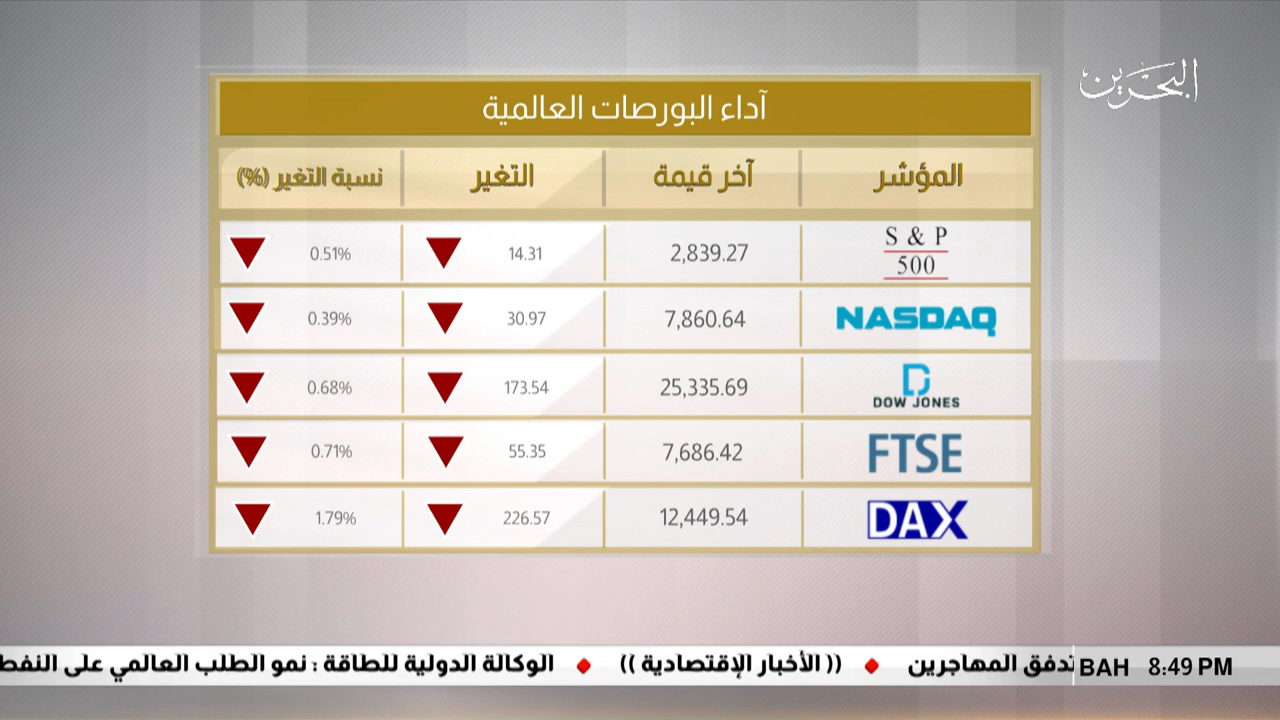 البحرين
آداء البورصات العالمية
المؤشر آخر قيمة التغير نسبة التغير (%)
S & P 500 2,839.27 14.31 0.51%
NASDAQ 7,860.64 30.97 0.39%
DOW JONES 25,335.69 173.54 0.68%
FTSE 7,686.42 55.35 0.71%
DAX 12,449.54 226.57 1.79%
تدفق المهاجرين (( الأخبار الإقتصادية )) الوكالة الدولية للطاقة : نمو الطلب العالمي على النفط
BAH 8:49 PM